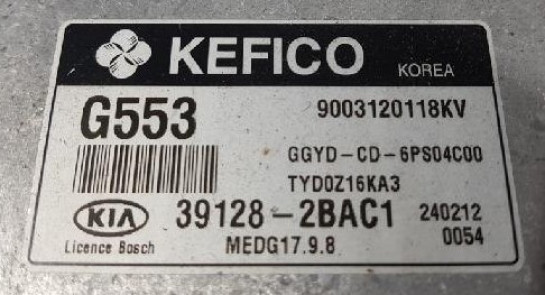 KEFICO KOREA
G553 9003120118KV
GGYD-CD-6PS04C00
TYD0Z16KA3
KIA 39128-2BAC1 240212
Licence Bosch MEDG17.9.8 0054